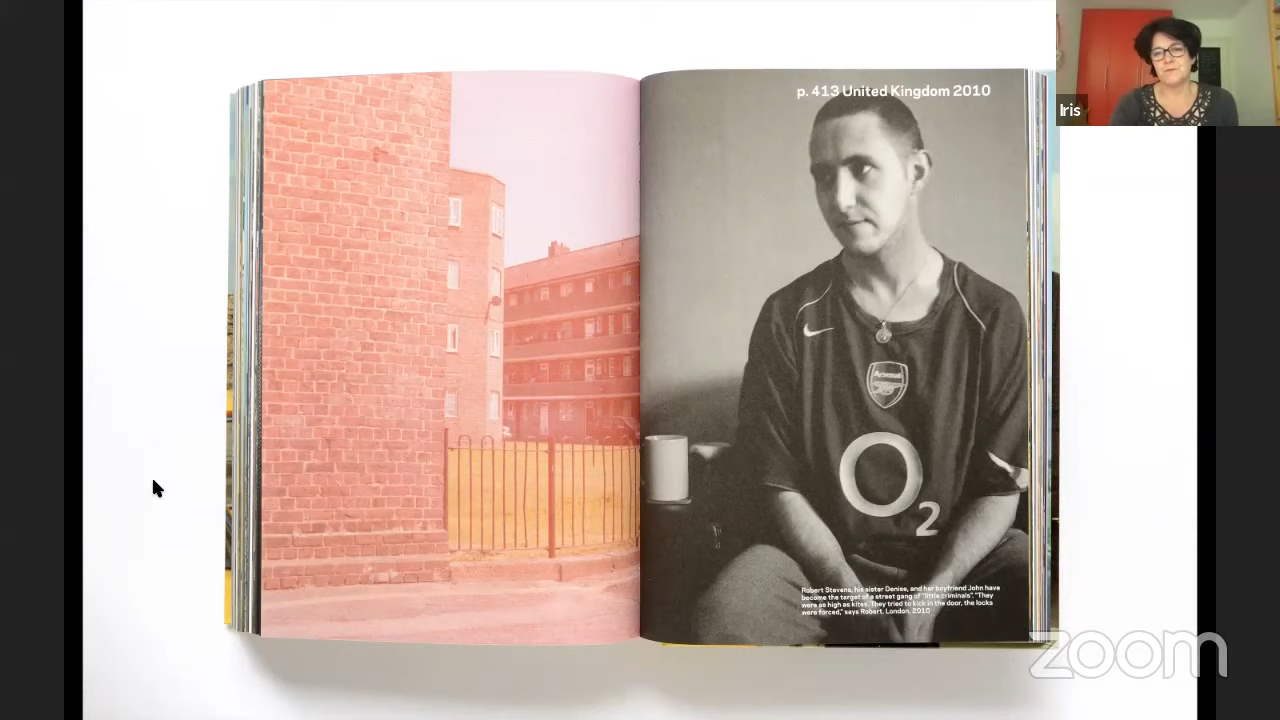 p. 413 United Kingdom 2010
Iris
Arsenal
O2
Robert Stevens, his sister Denise, and her boyfriend John have
become the target of a street gang of "little criminals". "They
were as high as kites. They tried to kick in the door, the locks
were forced," says Robert. London, 2010
zoom